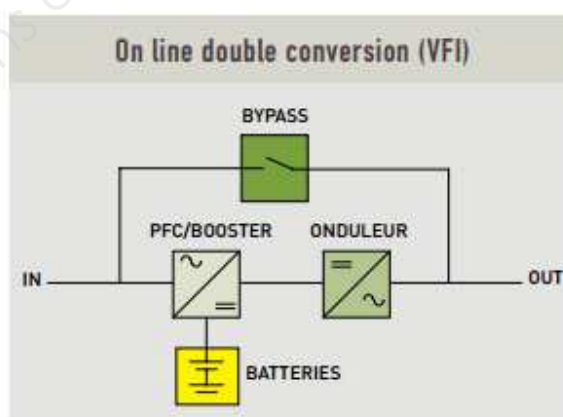 On line double conversion (VFI)
BYPASS
PFC/BOOSTER
ONDULEUR
IN
OUT
BATTERIES